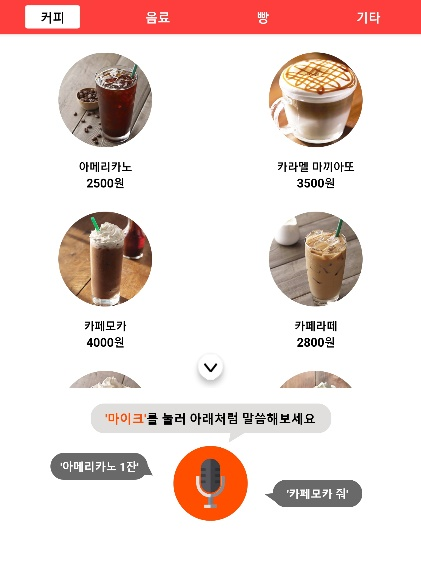 커피 음료 빵 기타
아메리카노 카라멜 마끼아또
2500원 3500원
카페모카 카페라떼
4000원 2800원
'마이크'를 눌러 아래처럼 말씀해보세요
'아메리카노 1잔'
'카페모카 줘'